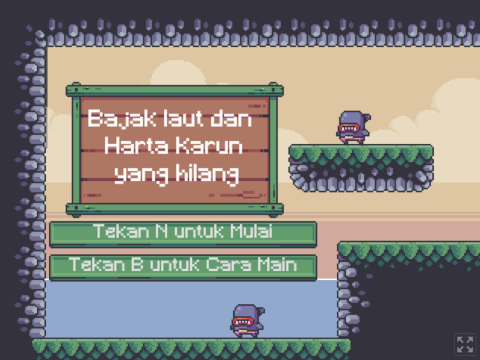 Bajak laut dan
Harta Karun
yang hilang
Tekan N untuk Mulai
Tekan B untuk Cara Main